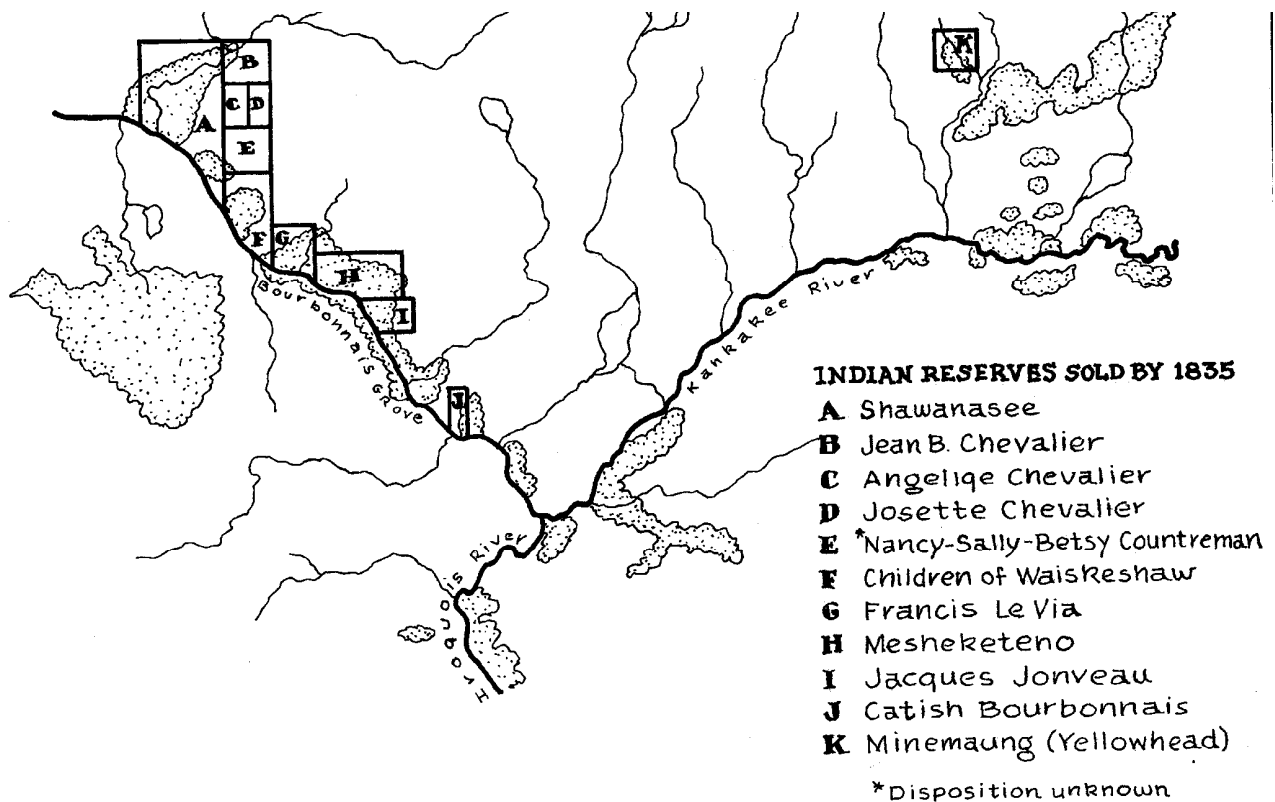 K
B
C D
A
E
F G
H
I
Bourbonnais Grove
J
Kankakee River
Iroquois River
INDIAN RESERVES SOLD BY 1835
A Shawanasee
B Jean B. Chevalier
C Angeliqe Chevalier
D Josette Chevalier
E *Nancy-Sally-Betsy Countreman
F Children of Waiskeshaw
G Francis Le Via
H Mesheketeno
I Jacques Jonveau
J Catish Bourbonnais
K Minemaung (Yellowhead)
*Disposition unknown